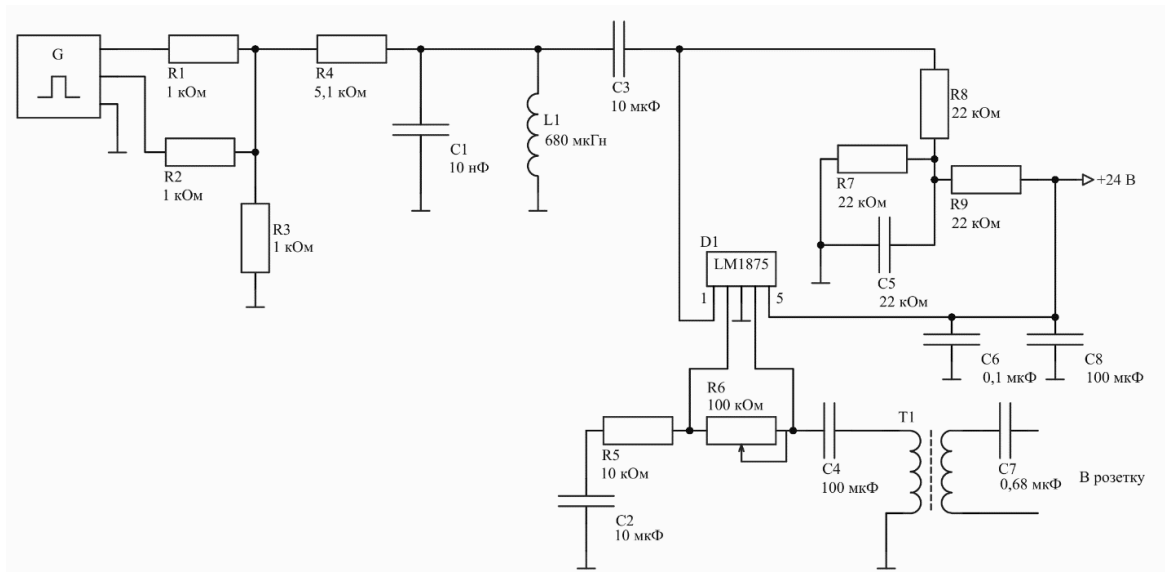 G
R1
1 кОм
R2
1 кОм
R3
1 кОм
R4
5,1 кОм
C1
10 нФ
L1
680 мкГн
C3
10 мкФ
R8
22 кОм
R7
22 кОм
R9
22 кОм
+24 В
C5
22 кОм
D1
LM1875
1
5
C6
0,1 мкФ
C8
100 мкФ
R6
100 кОм
R5
10 кОм
C2
10 мкФ
C4
100 мкФ
T1
C7
0,68 мкФ
В розетку